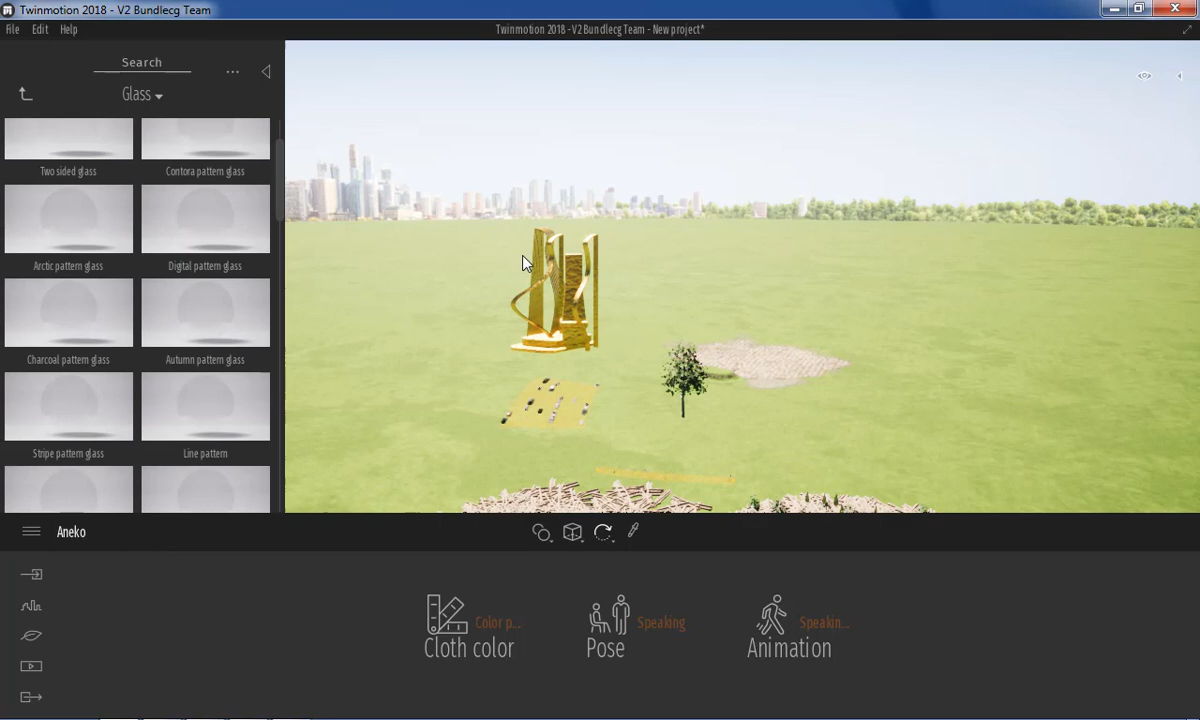 Twinmotion 2018 - V2 Bundlecg Team
File Edit Help
Twinmotion 2018 - V2 Bundlecg Team - New project*
Search
...
Glass
Two sided glass
Contora pattern glass
Arctic pattern glass
Digital pattern glass
Charcoal pattern glass
Autumn pattern glass
Stripe pattern glass
Line pattern
Aneko
Color p...
Cloth color
Speaking
Pose
Speakin...
Animation